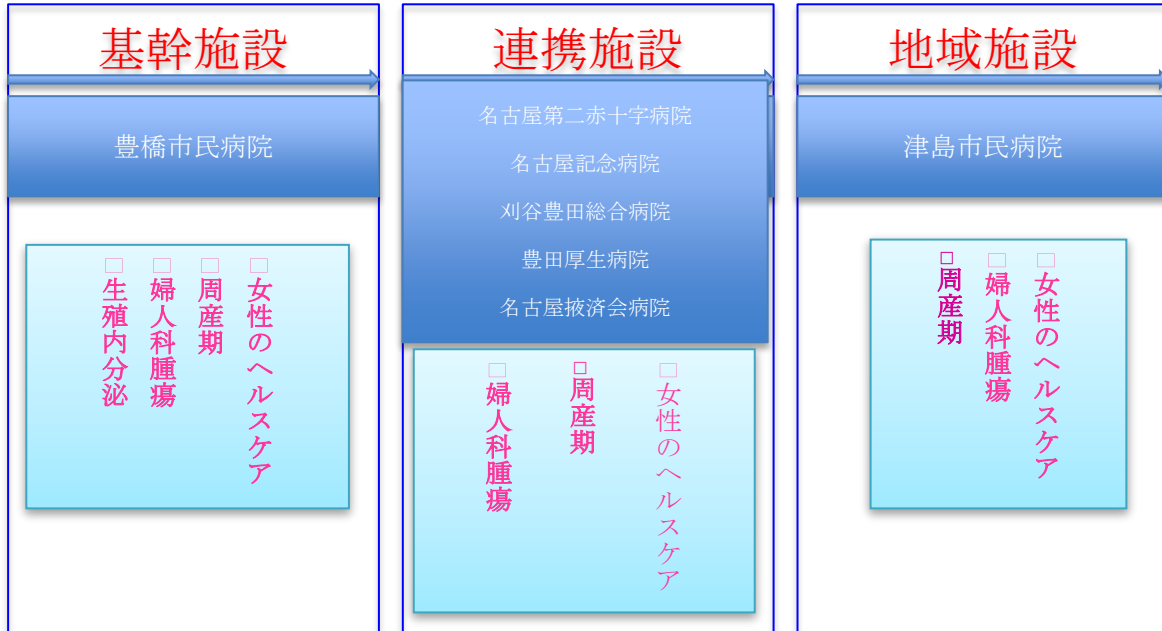 基幹施設
豊橋市民病院
□女性のヘルスケア
□周産期
□婦人科腫瘍
□生殖内分泌
連携施設
名古屋第二赤十字病院
名古屋記念病院
刈谷豊田総合病院
豊田厚生病院
名古屋掖済会病院
□女性のヘルスケア
□周産期
□婦人科腫瘍
地域施設
津島市民病院
□女性のヘルスケア
□婦人科腫瘍
□周産期